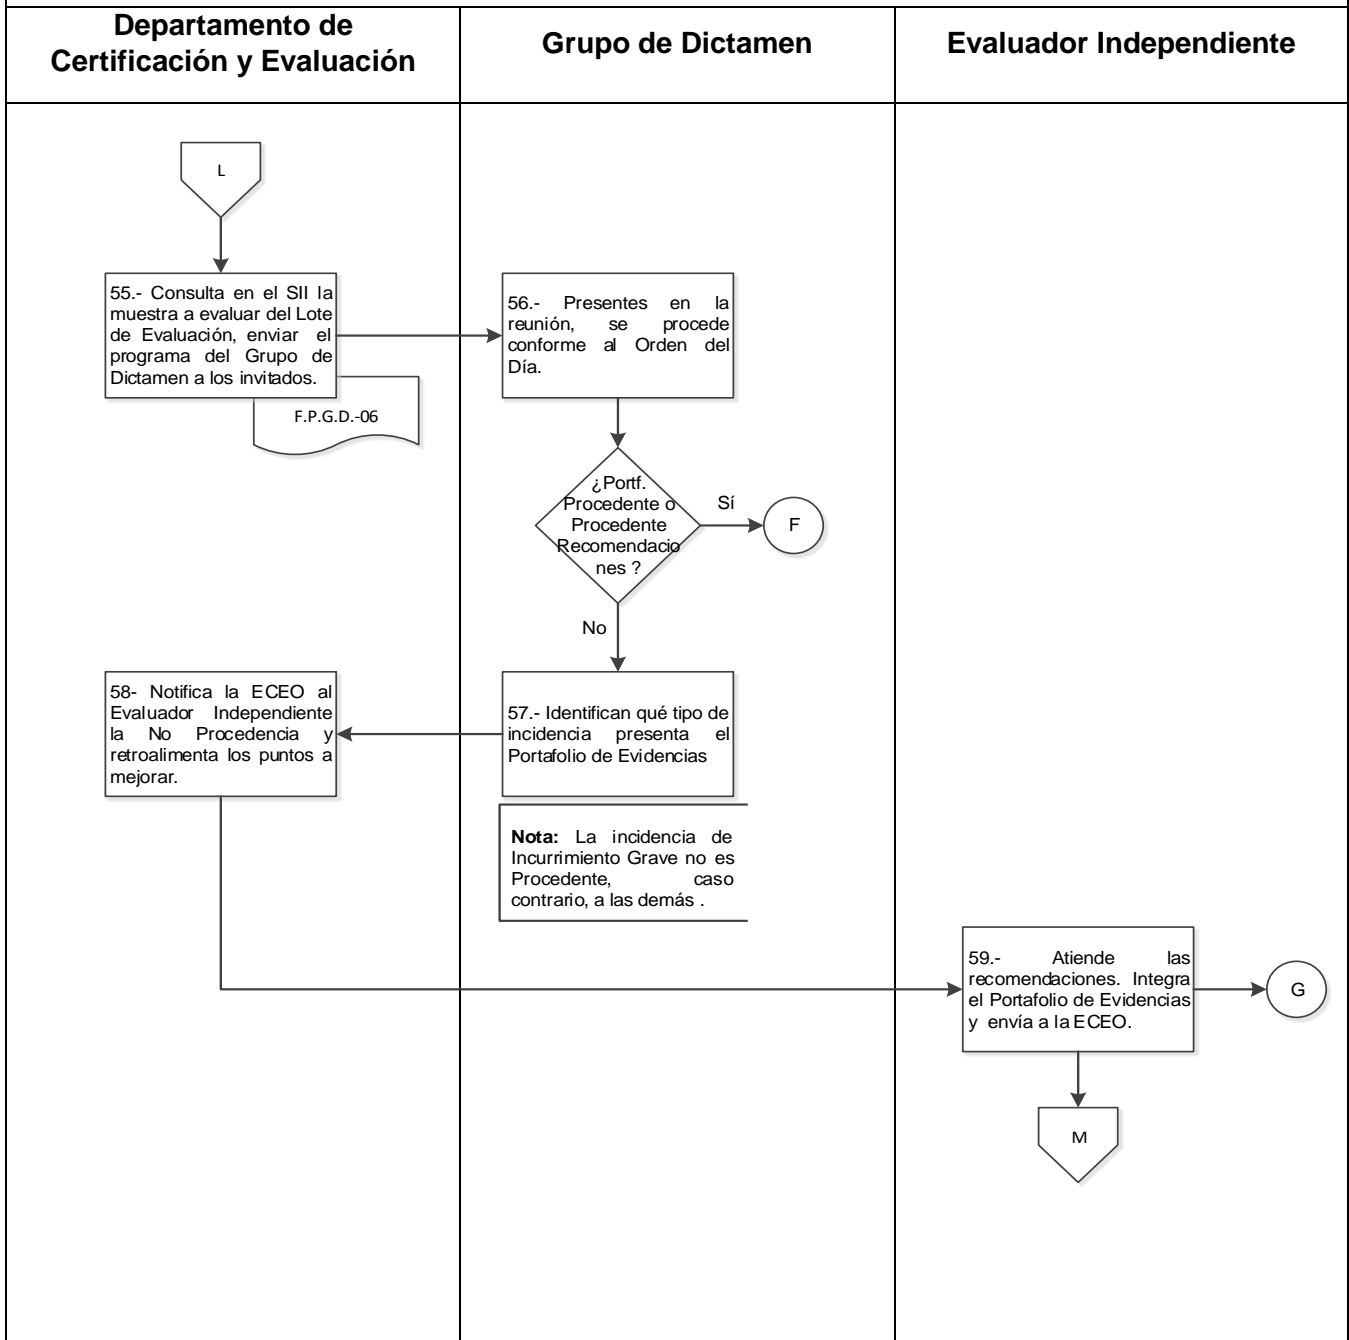 Departamento de
Certificación y Evaluación
Grupo de Dictamen
Evaluador Independiente
L
55.- Consulta en el SII la
muestra a evaluar del Lote
de Evaluación, enviar el
programa del Grupo de
Dictamen a los invitados.
F.P.G.D.-06
56.- Presentes en la
reunión, se procede
conforme al Orden del
Día.
¿Portf.
Procedente o
Procedente
Recomendacio
nes ?
Sí
F
No
58- Notifica la ECEO al
Evaluador Independiente
la No Procedencia y
retroalimenta los puntos a
mejorar.
57.- Identifican qué tipo de
incidencia presenta el
Portafolio de Evidencias
Nota: La incidencia de
Incurrimiento Grave no es
Procedente, caso
contrario, a las demás .
59.- Atiende las
recomendaciones. Integra
el Portafolio de Evidencias
y envía a la ECEO.
G
M